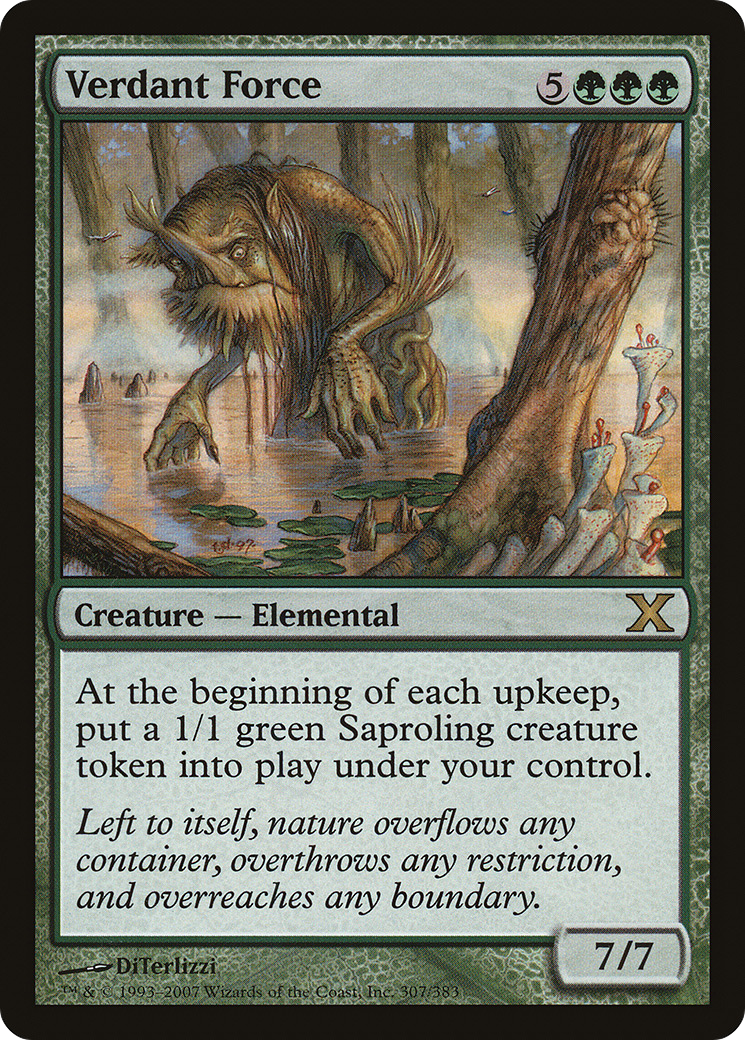 Verdant Force 5
Creature — Elemental X
At the beginning of each upkeep,
put a 1/1 green Saproling creature
token into play under your control.
Left to itself, nature overflows any
container, overthrows any restriction,
and overreaches any boundary.
7/7
DiTerlizzi
™ & © 1993–2007 Wizards of the Coast, Inc. 307/383